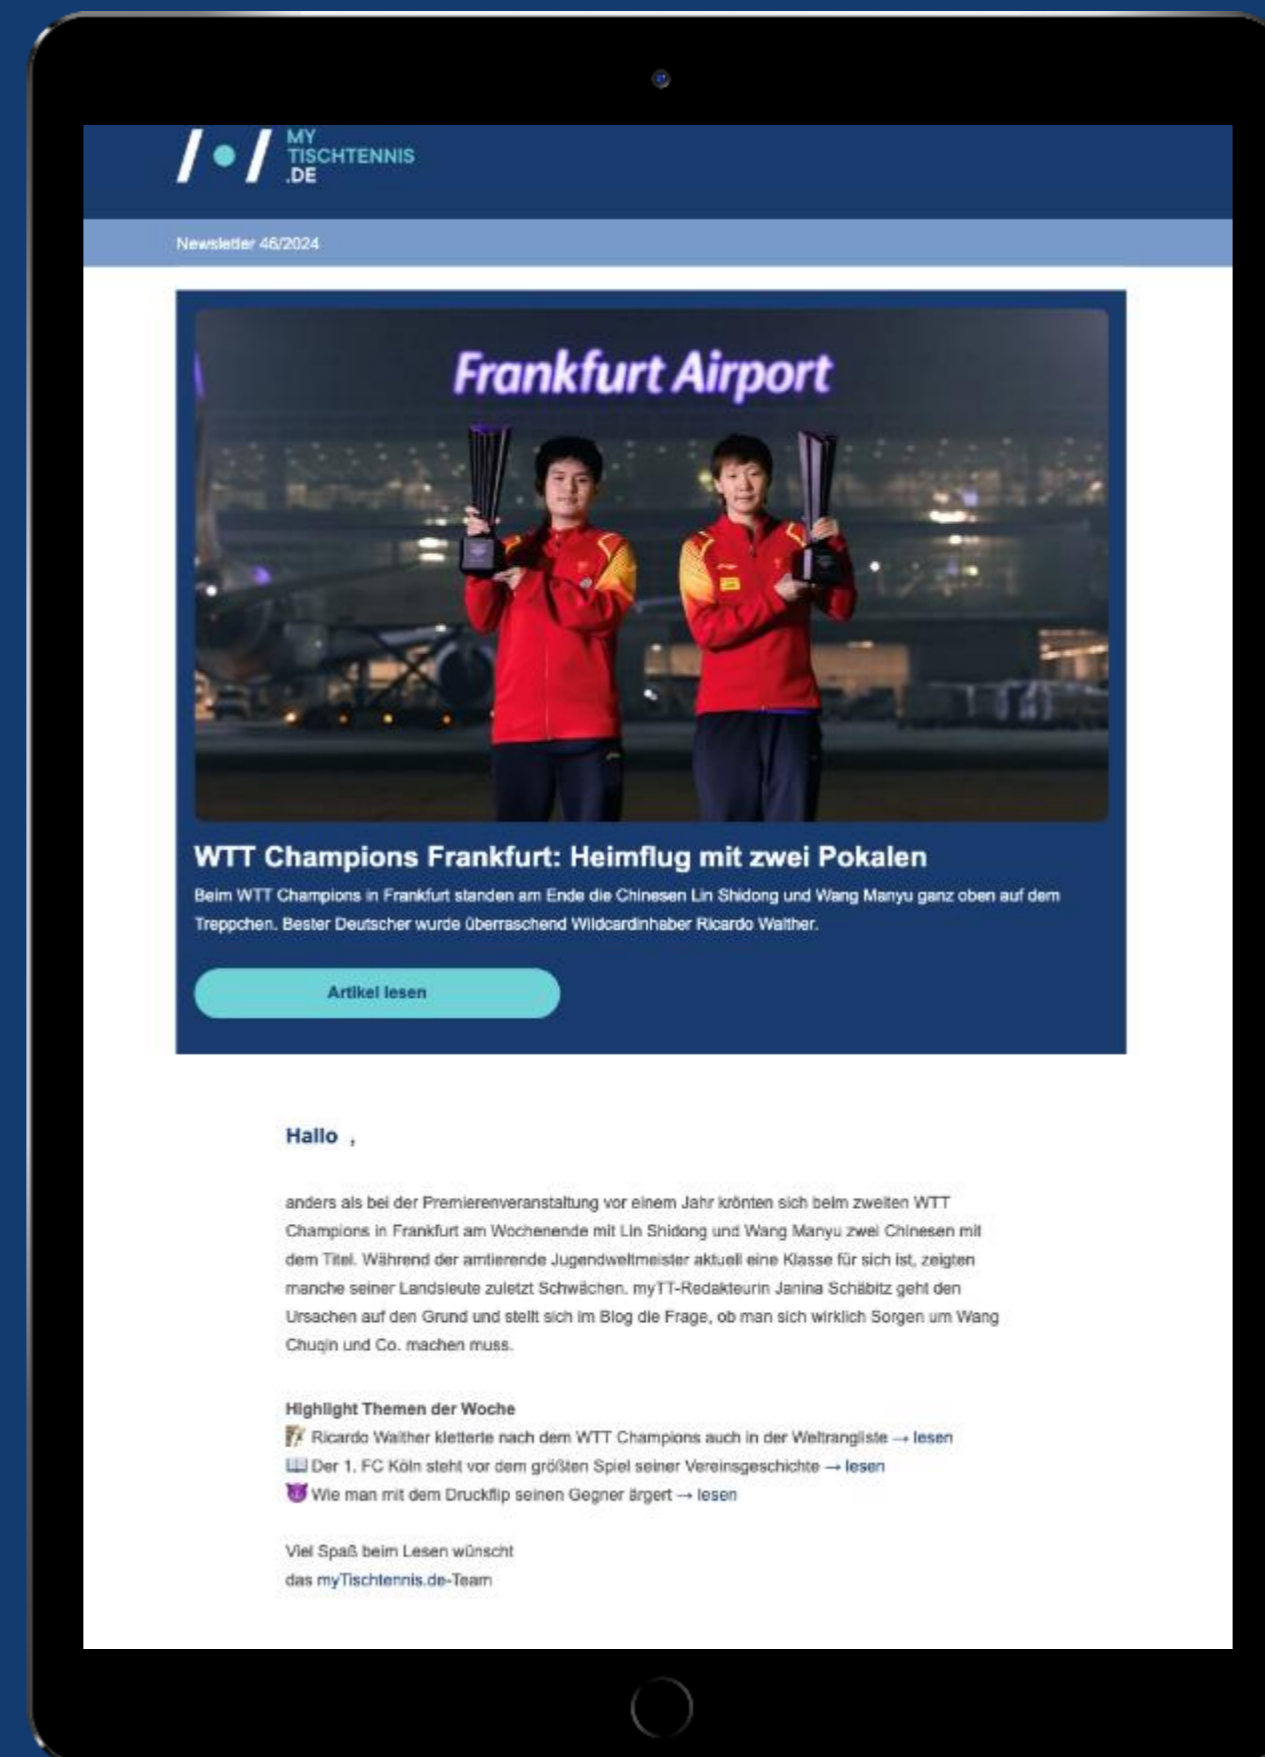 MY
TISCHTENNIS
.DE
Newsletter 46/2024
Frankfurt Airport
WTT Champions Frankfurt: Heimflug mit zwei Pokalen
Beim WTT Champions in Frankfurt standen am Ende die Chinesen Lin Shidong und Wang Manyu ganz oben auf dem
Treppchen. Bester Deutscher wurde überraschend Wildcardinhaber Ricardo Walther.
Artikel lesen
Hallo ,
anders als bei der Premierenveranstaltung vor einem Jahr krönten sich beim zweiten WTT
Champions in Frankfurt am Wochenende mit Lin Shidong und Wang Manyu zwei Chinesen mit
dem Titel. Während der amtierende Jugendweltmeister aktuell eine Klasse für sich ist, zeigten
manche seiner Landsleute zuletzt Schwächen. myTT-Redakteurin Janina Schäbitz geht den
Ursachen auf den Grund und stellt sich im Blog die Frage, ob man sich wirklich Sorgen um Wang
Chuqin und Co. machen muss.
Highlight Themen der Woche
Ricardo Walther kletterte nach dem WTT Champions auch in der Weltrangliste → lesen
Der 1. FC Köln steht vor dem größten Spiel seiner Vereinsgeschichte → lesen
Wie man mit dem Druckflip seinen Gegner ärgert → lesen
Viel Spaß beim Lesen wünscht
das myTischtennis.de-Team